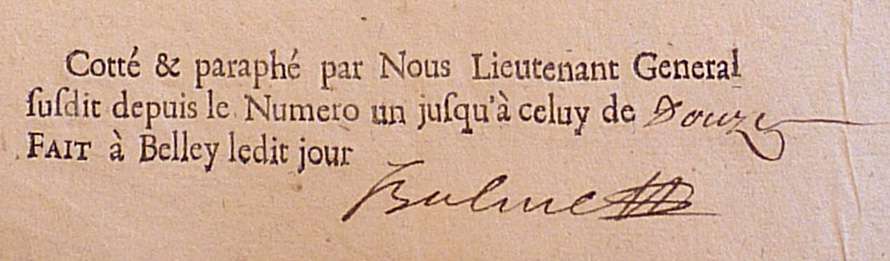 Cotté & paraphé par Nous Lieutenant General
ſuſdit depuis le Numero un juſqu'à celuy de Douze
FAIT à Belley ledit jour